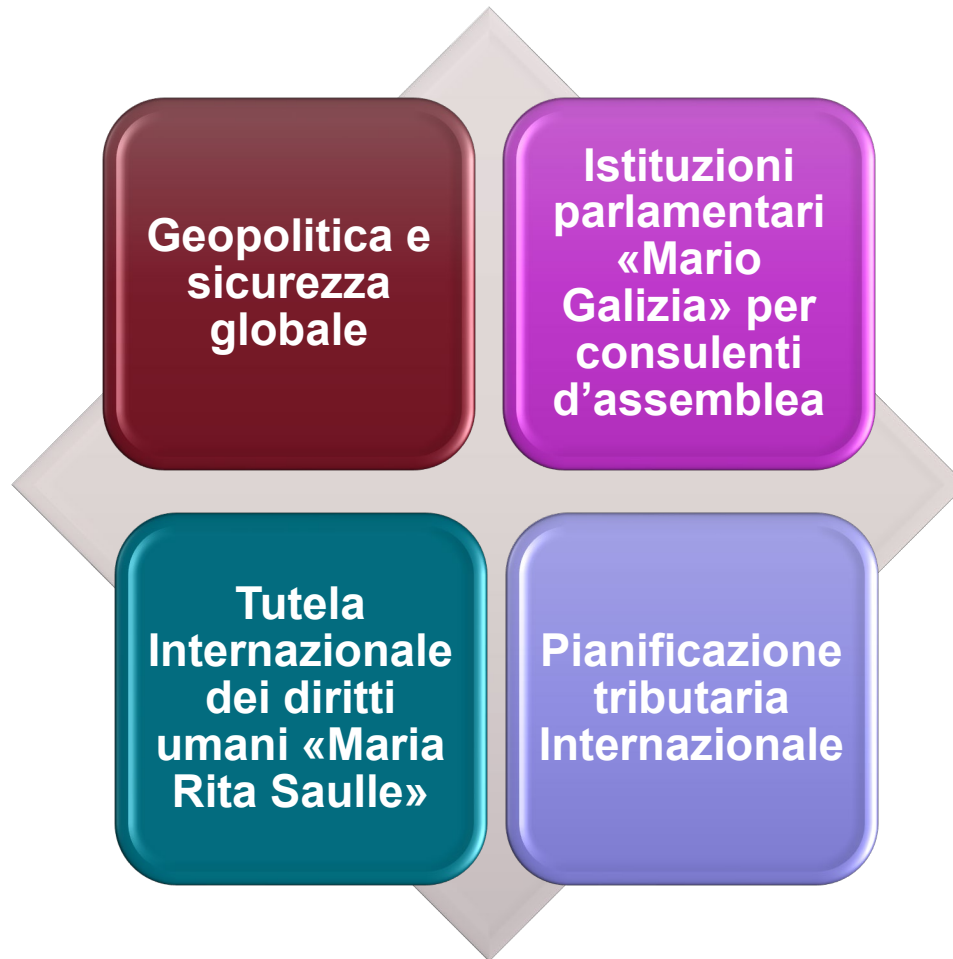 Geopolitica e
sicurezza
globale
Istituzioni
parlamentari
«Mario
Galizia» per
consulenti
d’assemblea
Tutela
Internazionale
dei diritti
umani «Maria
Rita Saulle»
Pianificazione
tributaria
Internazionale